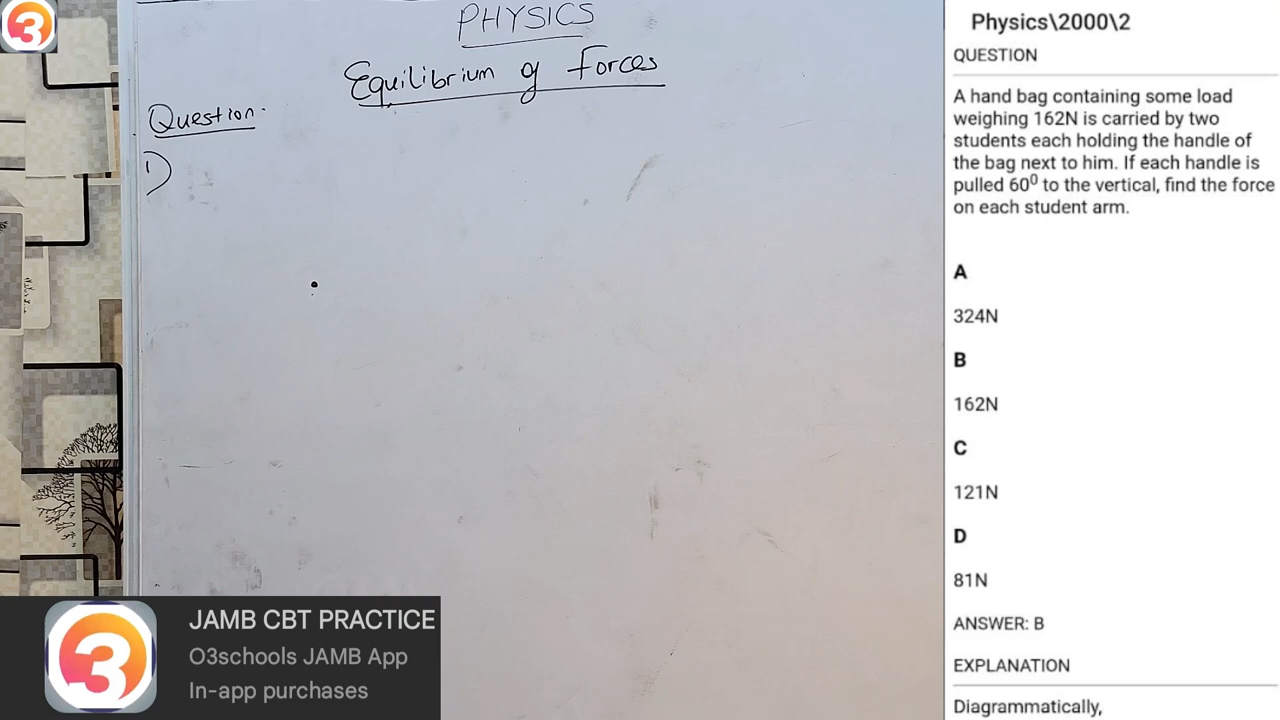 3
PHYSICS
Equilibrium of Forces
Question.
1)
Physics\2000\2
QUESTION
A hand bag containing some load
weighing 162N is carried by two
students each holding the handle of
the bag next to him. If each handle is
pulled 60⁰ to the vertical, find the force
on each student arm.
A
324N
B
162N
C
121N
D
81N
ANSWER: B
EXPLANATION
Diagrammatically,
3
JAMB CBT PRACTICE
O3schools JAMB App
In-app purchases